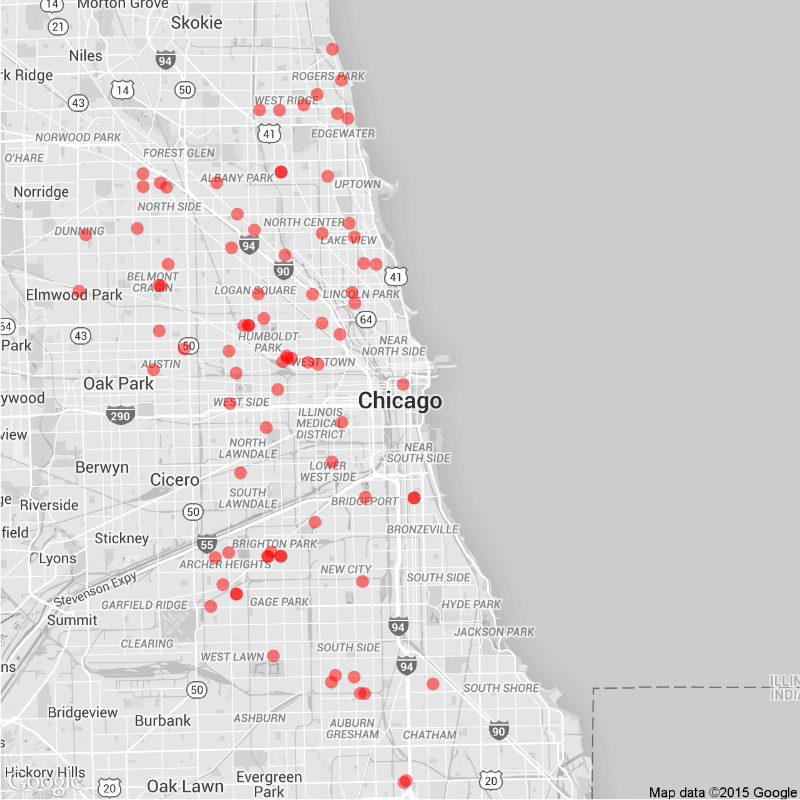 14
Morton Grove
21
Skokie
Niles
94
rk Ridge
ROGERS PARK
14
50
43
WEST RIDGE
41
EDGEWATER
NORWOOD PARK
O'HARE
FOREST GLEN
ALBANY PARK
UPTOWN
Norridge
NORTH SIDE
NORTH CENTER
DUNNING
LAKE VIEW
94
90
41
BELMONT
CRAGIN
Elmwood Park
LOGAN SQUARE
LINCOLN PARK
64
64
43
HUMBOLDT
PARK
NEAR
NORTH SIDE
Park
50
AUSTIN
WEST TOWN
Oak Park
ywood
WEST SIDE
Chicago
290
ILLINOIS
MEDICAL
DISTRICT
view
NORTH
LAWNDALE
NEAR
SOUTH SIDE
Berwyn
LOWER
WEST SIDE
Cicero
SOUTH
LAWNDALE
ge
Riverside
50
BRIDGEPORT
field
BRONZEVILLE
Stickney
55
BRIGHTON PARK
Lyons
ARCHER HEIGHTS
NEW CITY
SOUTH SIDE
Stevenson Expy
GARFIELD RIDGE
GAGE PARK
HYDE PARK
Summit
94
JACKSON PARK
CLEARING
SOUTH SIDE
WEST LAWN
94
ns
50
SOUTH SHORE
ILLIN
INDIA
Bridgeview
Burbank
ASHBURN
AUBURN
GRESHAM
CHATHAM
90
Hickory Hills
Google
20
Oak Lawn
Evergreen
Park
20
Map data ©2015 Google